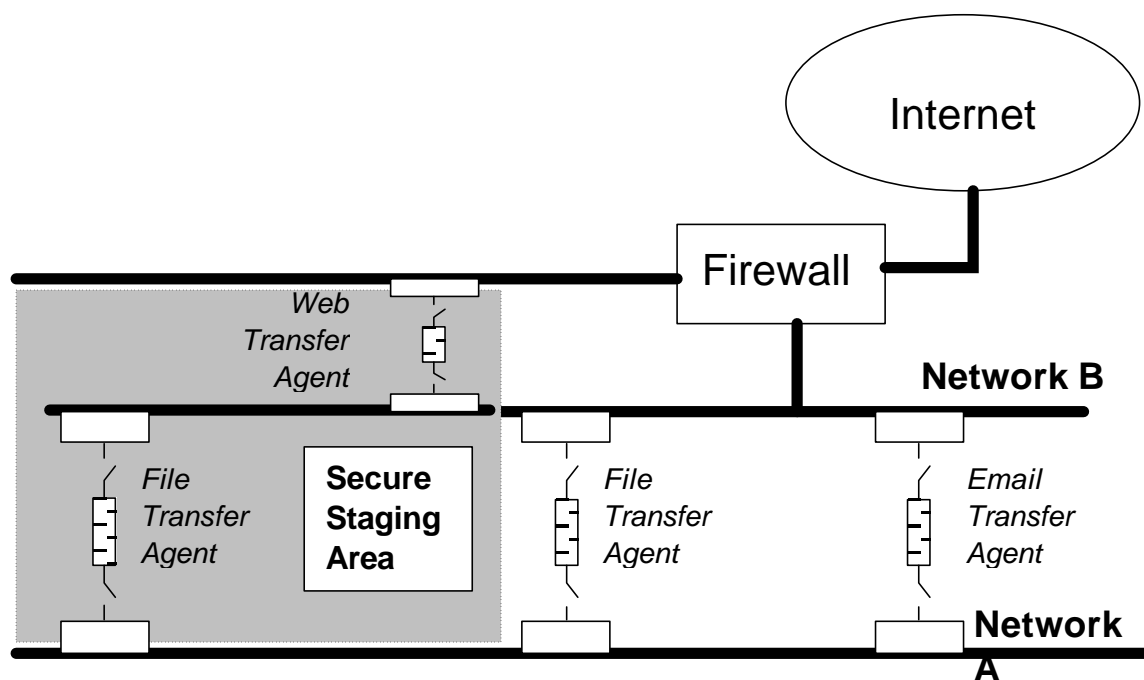 Internet
Firewall
Web
Transfer
Agent
Network B
File
Transfer
Agent
Secure
Staging
Area
File
Transfer
Agent
Email
Transfer
Agent
Network
A